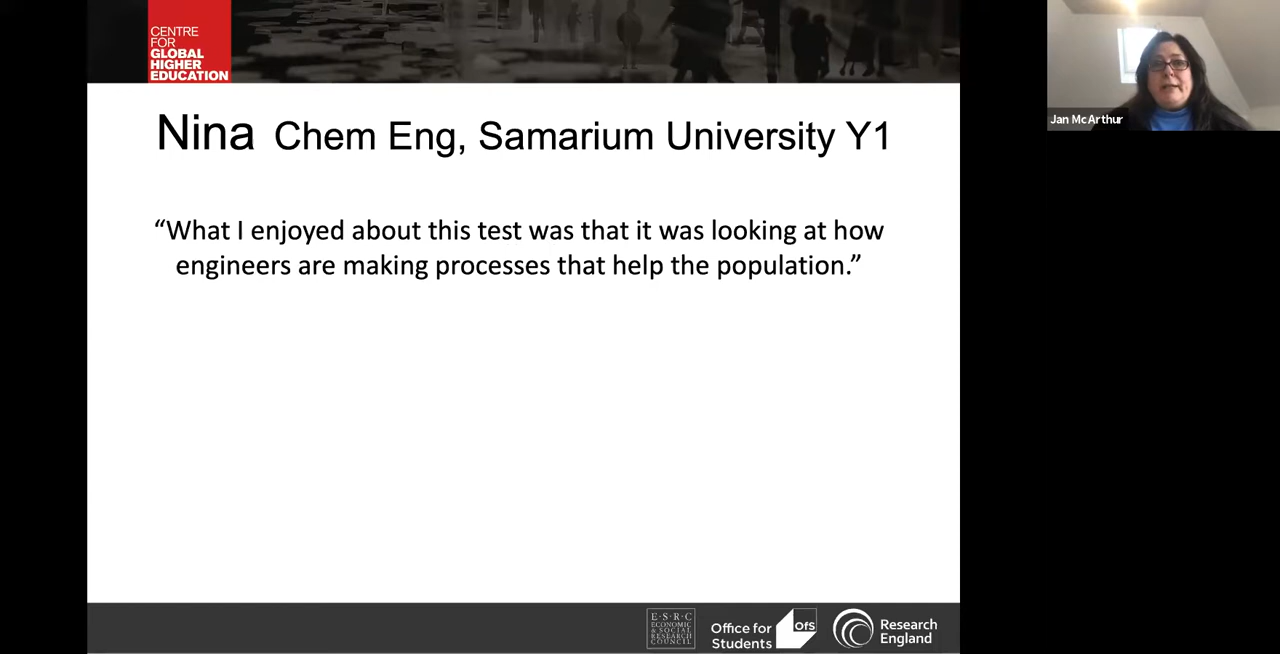 CENTRE
FOR
GLOBAL
HIGHER
EDUCATION
Jan McArthur
Nina Chem Eng, Samarium University Y1
“What I enjoyed about this test was that it was looking at how
engineers are making processes that help the population.”
E·S·R·C
ECONOMIC
& SOCIAL
RESEARCH
COUNCIL
Office for
Students
OfS
Research
England